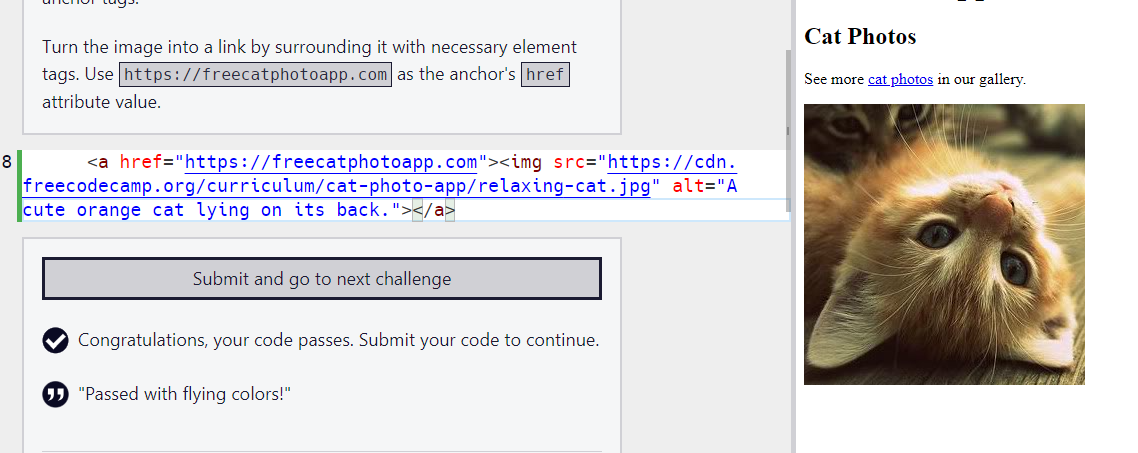 anchor tags.
Turn the image into a link by surrounding it with necessary element
tags. Use https://freecatphotoapp.com as the anchor's href
attribute value.
8 <a href="https://freecatphotoapp.com"><img src="https://cdn.
freecodecamp.org/curriculum/cat-photo-app/relaxing-cat.jpg" alt="A
cute orange cat lying on its back."></a>
Submit and go to next challenge
Congratulations, your code passes. Submit your code to continue.
"Passed with flying colors!"
Cat Photos
See more cat photos in our gallery.